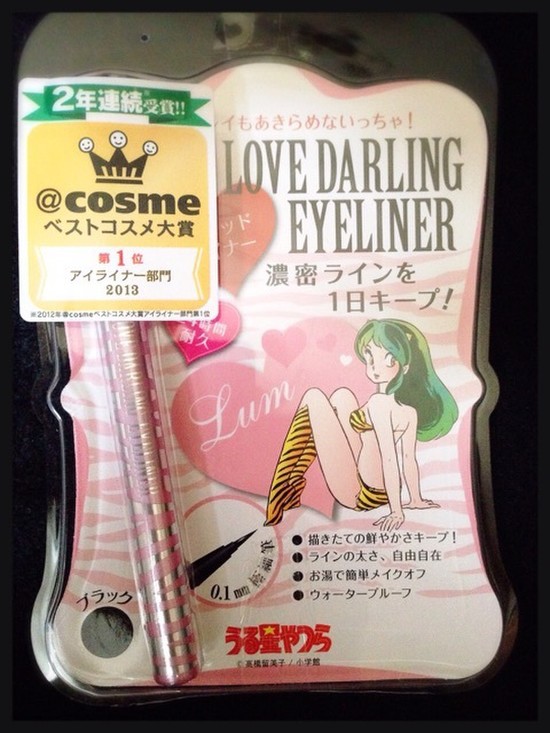 2年連続※受賞!!
@cosme
ベストコスメ大賞
第1位
アイライナー部門
2013
※2012年@cosmeベストコスメ大賞アイライナー部門第1位
イもあきらめないっちゃ！
LOVE DARLING
EYELINER
ッド
ナー
濃密ラインを
1日キープ！
時間
耐久
Lum
描きたての鮮やかさキープ！
ラインの太さ、自由自在
お湯で簡単メイクオフ
ウォータープルーフ
0.1mm
ブラック
うる星やつら
©高橋留美子/小学館